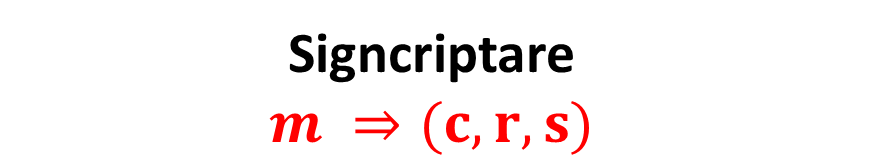 Signcriptare
m ⇒ (c, r, s)